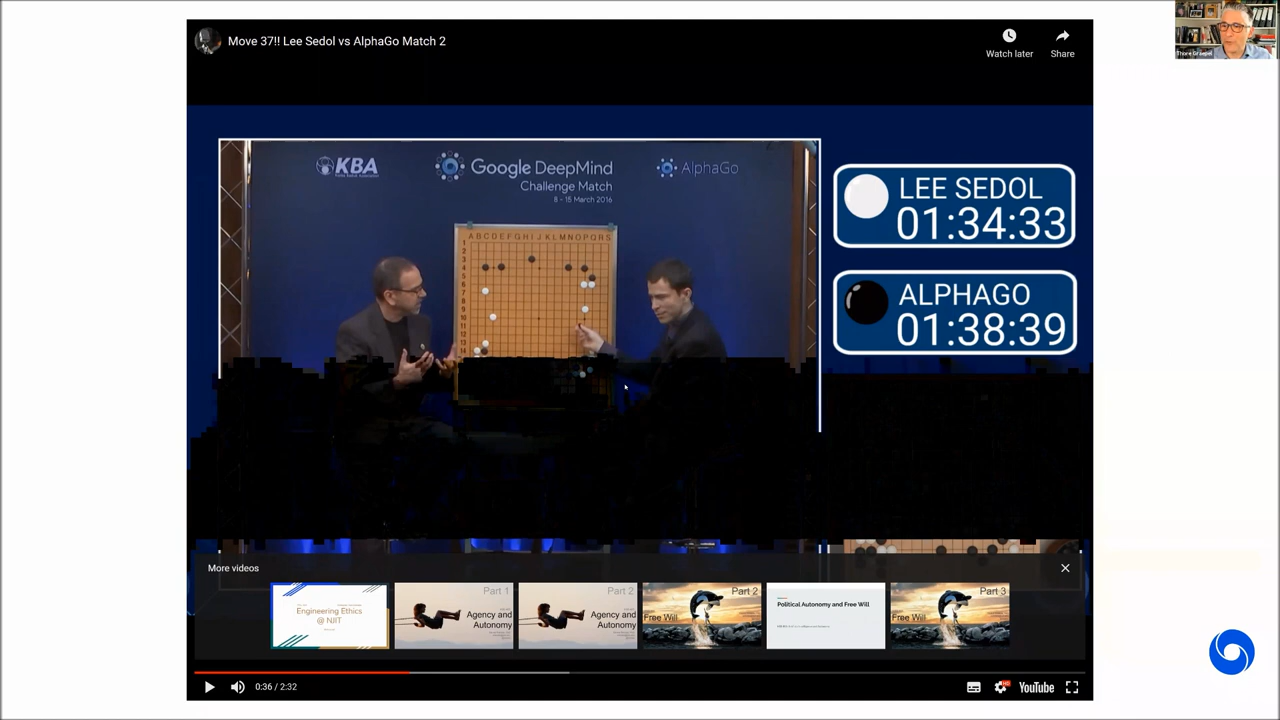 Move 37!! Lee Sedol vs AlphaGo Match 2
Watch later
Share
Thore Graepel
KBA
Google DeepMind
Challenge Match
8 - 15 March 2016
AlphaGo
A B C D E F G H J K L M N O P Q R S
LEE SEDOL
01:34:33
ALPHAGO
01:38:39
More videos
Engineering Ethics
@ NJIT
Part 1
Agency and
Autonomy
Part 2
Agency and
Autonomy
Part 2
Free Will
Political Autonomy and Free Will
Part 3
Free Will
0:36 / 2:32
HD
YouTube